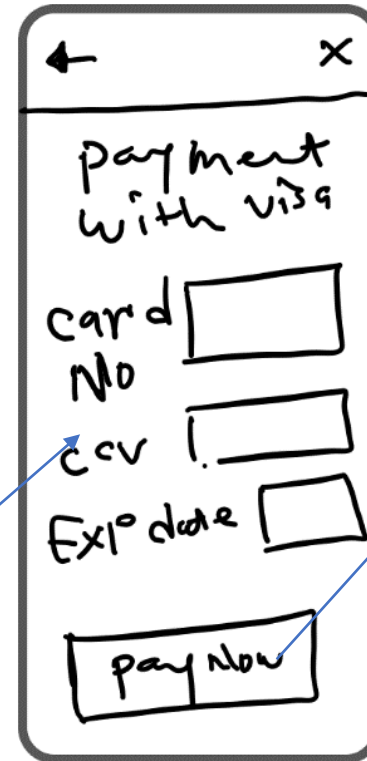 X
payment
with visa
card
No
ccv
Exp date
pay Now